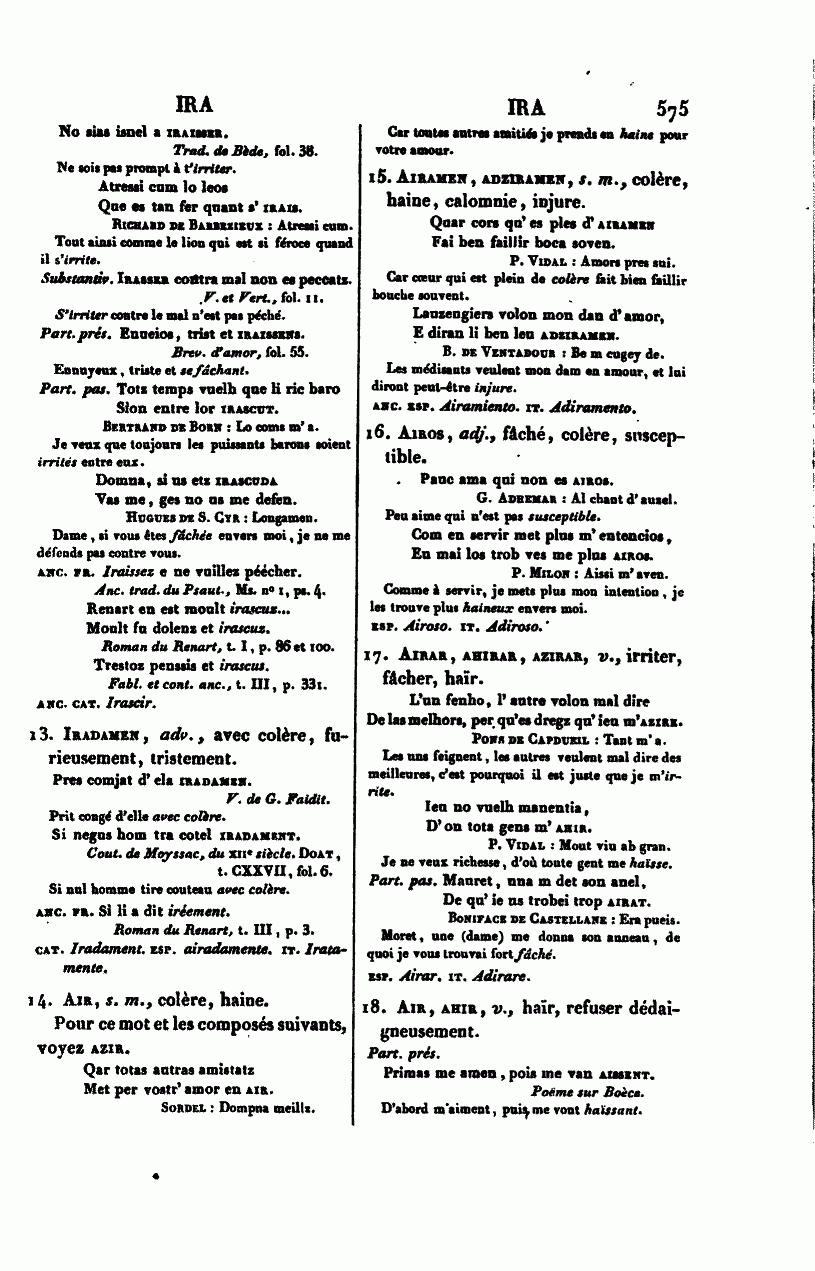 IRA
No sias isnel a IRAISSER.
Trad. de Bède, fol. 38.
Ne sois pas prompt à t'irriter.
Atressi cum lo leos
Que es tan fer quant s' IRAIS.
RICHARD DE BARBEZIEUX : Atressi cum.
Tout ainsi comme le lion qui est si féroce quand
il s'irrite.
Substantiv. IRASSER contra mal non es peccatz.
V. et Vert., fol. 11.
S'irriter contre le mal n'est pas péché.
Part. prés. Enueios, trist et IRAISSENS.
Brev. d'amor, fol. 55.
Ennuyeux, triste et se fâchant.
Part. pas. Totz temps vuelh que li ric baro
Sion entre lor IRASCUT.
BERTRAND DE BORN : Lo coms m' a.
Je veux que toujours les puissants barons soient
irrités entre eux.
Domna, si us etz IRASCUDA
Vas me, ges no us me defen.
HUGUES DE S. CYR : Longamen.
Dame, si vous êtes fâchée envers moi, je ne me
défends pas contre vous.
ANC. FR. Iraissez e ne vuillez péécher.
Anc. trad. du Psaut., Ms. nº 1, ps. 4.
Renart en est moult irascuz...
Moult fu dolenz et irascuz.
Roman du Renart, t. I, p. 86 et 100.
Trestoz penssis et irascus.
Fabl. et cont. anc., t. III, p. 331.
ANC. CAT. Irascir.
13. IRADAMEN, adv., avec colère, fu-
rieusement, tristement.
Pres comjat d' ela IRADAMEN.
V. de G. Faidit.
Prit congé d'elle avec colère.
Si negus hom tra cotel IRADAMENT.
Cout. de Moyssac, du XIIe siècle. DOAT,
t. CXXVII, fol. 6.
Si nul homme tire couteau avec colère.
ANC. FR. Si li a dit iréement.
Roman du Renart, t. III, p. 3.
CAT. Iradament. ESP. airadamente. IT. Irata-
mente.
14. AIR, s. m., colère, haine.
Pour ce mot et les composés suivants,
voyez AZIR.
Qar totas autras amistatz
Met per vostr' amor en AIR.
SORDEL : Dompna meillz.
IRA 575
Car toutes autres amitiés je prends en haine pour
votre amour.
15. AIRAMEN, ADZIRAMEN, s. m., colère,
haine, calomnie, injure.
Quar cors qu' es ples d' AIRAMEN
Fai ben faillir boca soven.
P. VIDAL : Amors pres sui.
Car cœur qui est plein de colère fait bien faillir
bouche souvent.
Lauzengiers volon mon dan d' amor,
E diran li ben leu ADZIRAMEN.
B. DE VENTADOUR : Be m cugey de.
Les médisants veulent mon dam en amour, et lui
diront peut-être injure.
ANC. ESP. Airamiento. IT. Adiramento.
16. AIROS, adj., fâché, colère, suscep-
tible.
Pauc ama qui non es AIROS.
G. ADHEMAR : Al chant d' auzel.
Peu aime qui n'est pas susceptible.
Com en servir met plus m' entencios,
En mai los trob ves me plus AIROS.
P. MILON : Aissi m' aven.
Comme à servir, je mets plus mon intention, je
les trouve plus haineux envers moi.
ESP. Airoso. IT. Adiroso.
17. AIRAR, AHIRAR, AZIRAR, v., irriter,
fâcher, haïr.
L'un fenho, l' autre volon mal dire
De las melhors, per qu'es dregz qu' ieu m'AZIRE.
PONS DE CAPDUEIL : Tant m' a.
Les uns feignent, les autres veulent mal dire des
meilleures, c'est pourquoi il est juste que je m'ir-
rite.
Ieu no vuelh manentia,
D' on tota gens m' AHIR.
P. VIDAL : Mout viu ab gran.
Je ne veux richesse, d'où toute gent me haïsse.
Part. pas. Mauret, una m det son anel,
De qu' ie us trobei trop AIRAT.
BONIFACE DE CASTELLANE : Era pueis.
Moret, une (dame) me donna son anneau, de
quoi je vous trouvai fort fâché.
ESP. Airar. IT. Adirare.
18. AIR, AHIR, v., haïr, refuser dédai-
gneusement.
Part. prés.
Primas me amen, pois me van AISSENT.
Poëme sur Boèce.
D'abord m'aiment, puis me vont haïssant.